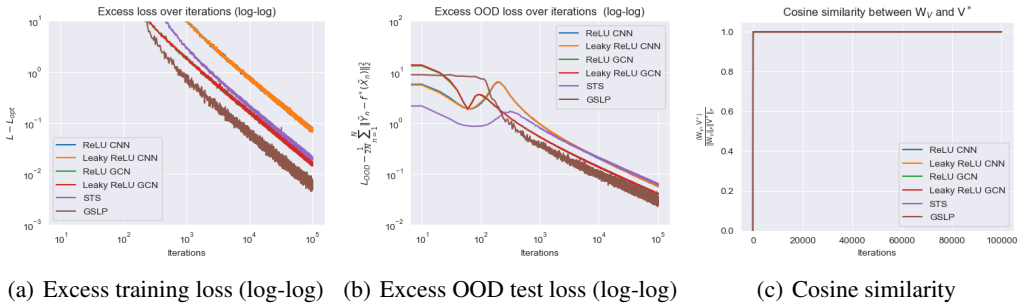 Excess loss over iterations (log-log)
L − L_opt
10^1
10^0
10^-1
10^-2
10^-3
ReLU CNN
Leaky ReLU CNN
ReLU GCN
Leaky ReLU GCN
STS
GSLP
10^1 10^2 10^3 10^4 10^5
Iterations
(a) Excess training loss (log-log)
Excess OOD loss over iterations (log-log)
10^2
10^1
10^0
10^-1
10^-2
ReLU CNN
Leaky ReLU CNN
ReLU GCN
Leaky ReLU GCN
STS
GSLP
10^1 10^2 10^3 10^4 10^5
Iterations
(b) Excess OOD test loss (log-log)
Cosine similarity between W_V and V*
1.0
0.8
0.6
0.4
0.2
0.0
ReLU CNN
Leaky ReLU CNN
ReLU GCN
Leaky ReLU GCN
STS
GSLP
0 20000 40000 60000 80000 100000
Iterations
(c) Cosine similarity